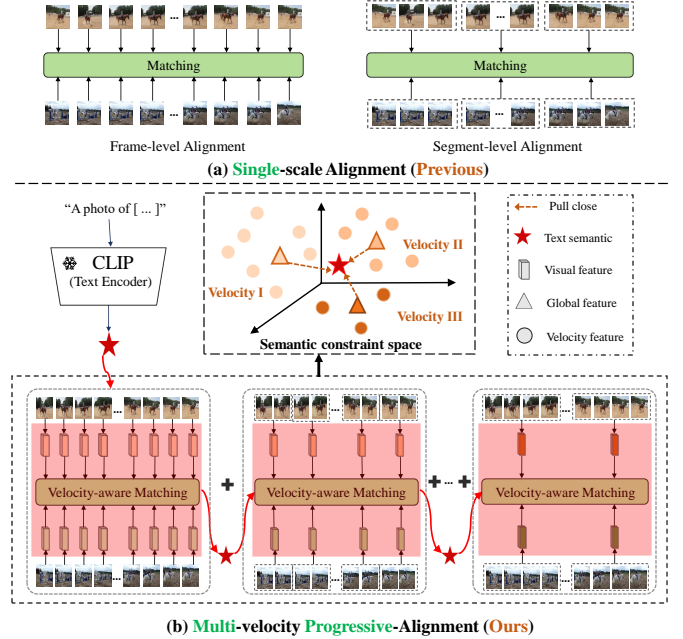 Matching
Matching
Frame-level Alignment
Segment-level Alignment
(a) Single-scale Alignment (Previous)
"A photo of [ ... ]"
CLIP
(Text Encoder)
Velocity I
Velocity II
Velocity III
Semantic constraint space
Pull close
Text semantic
Visual feature
Global feature
Velocity feature
Velocity-aware Matching
Velocity-aware Matching
Velocity-aware Matching
(b) Multi-velocity Progressive-Alignment (Ours)